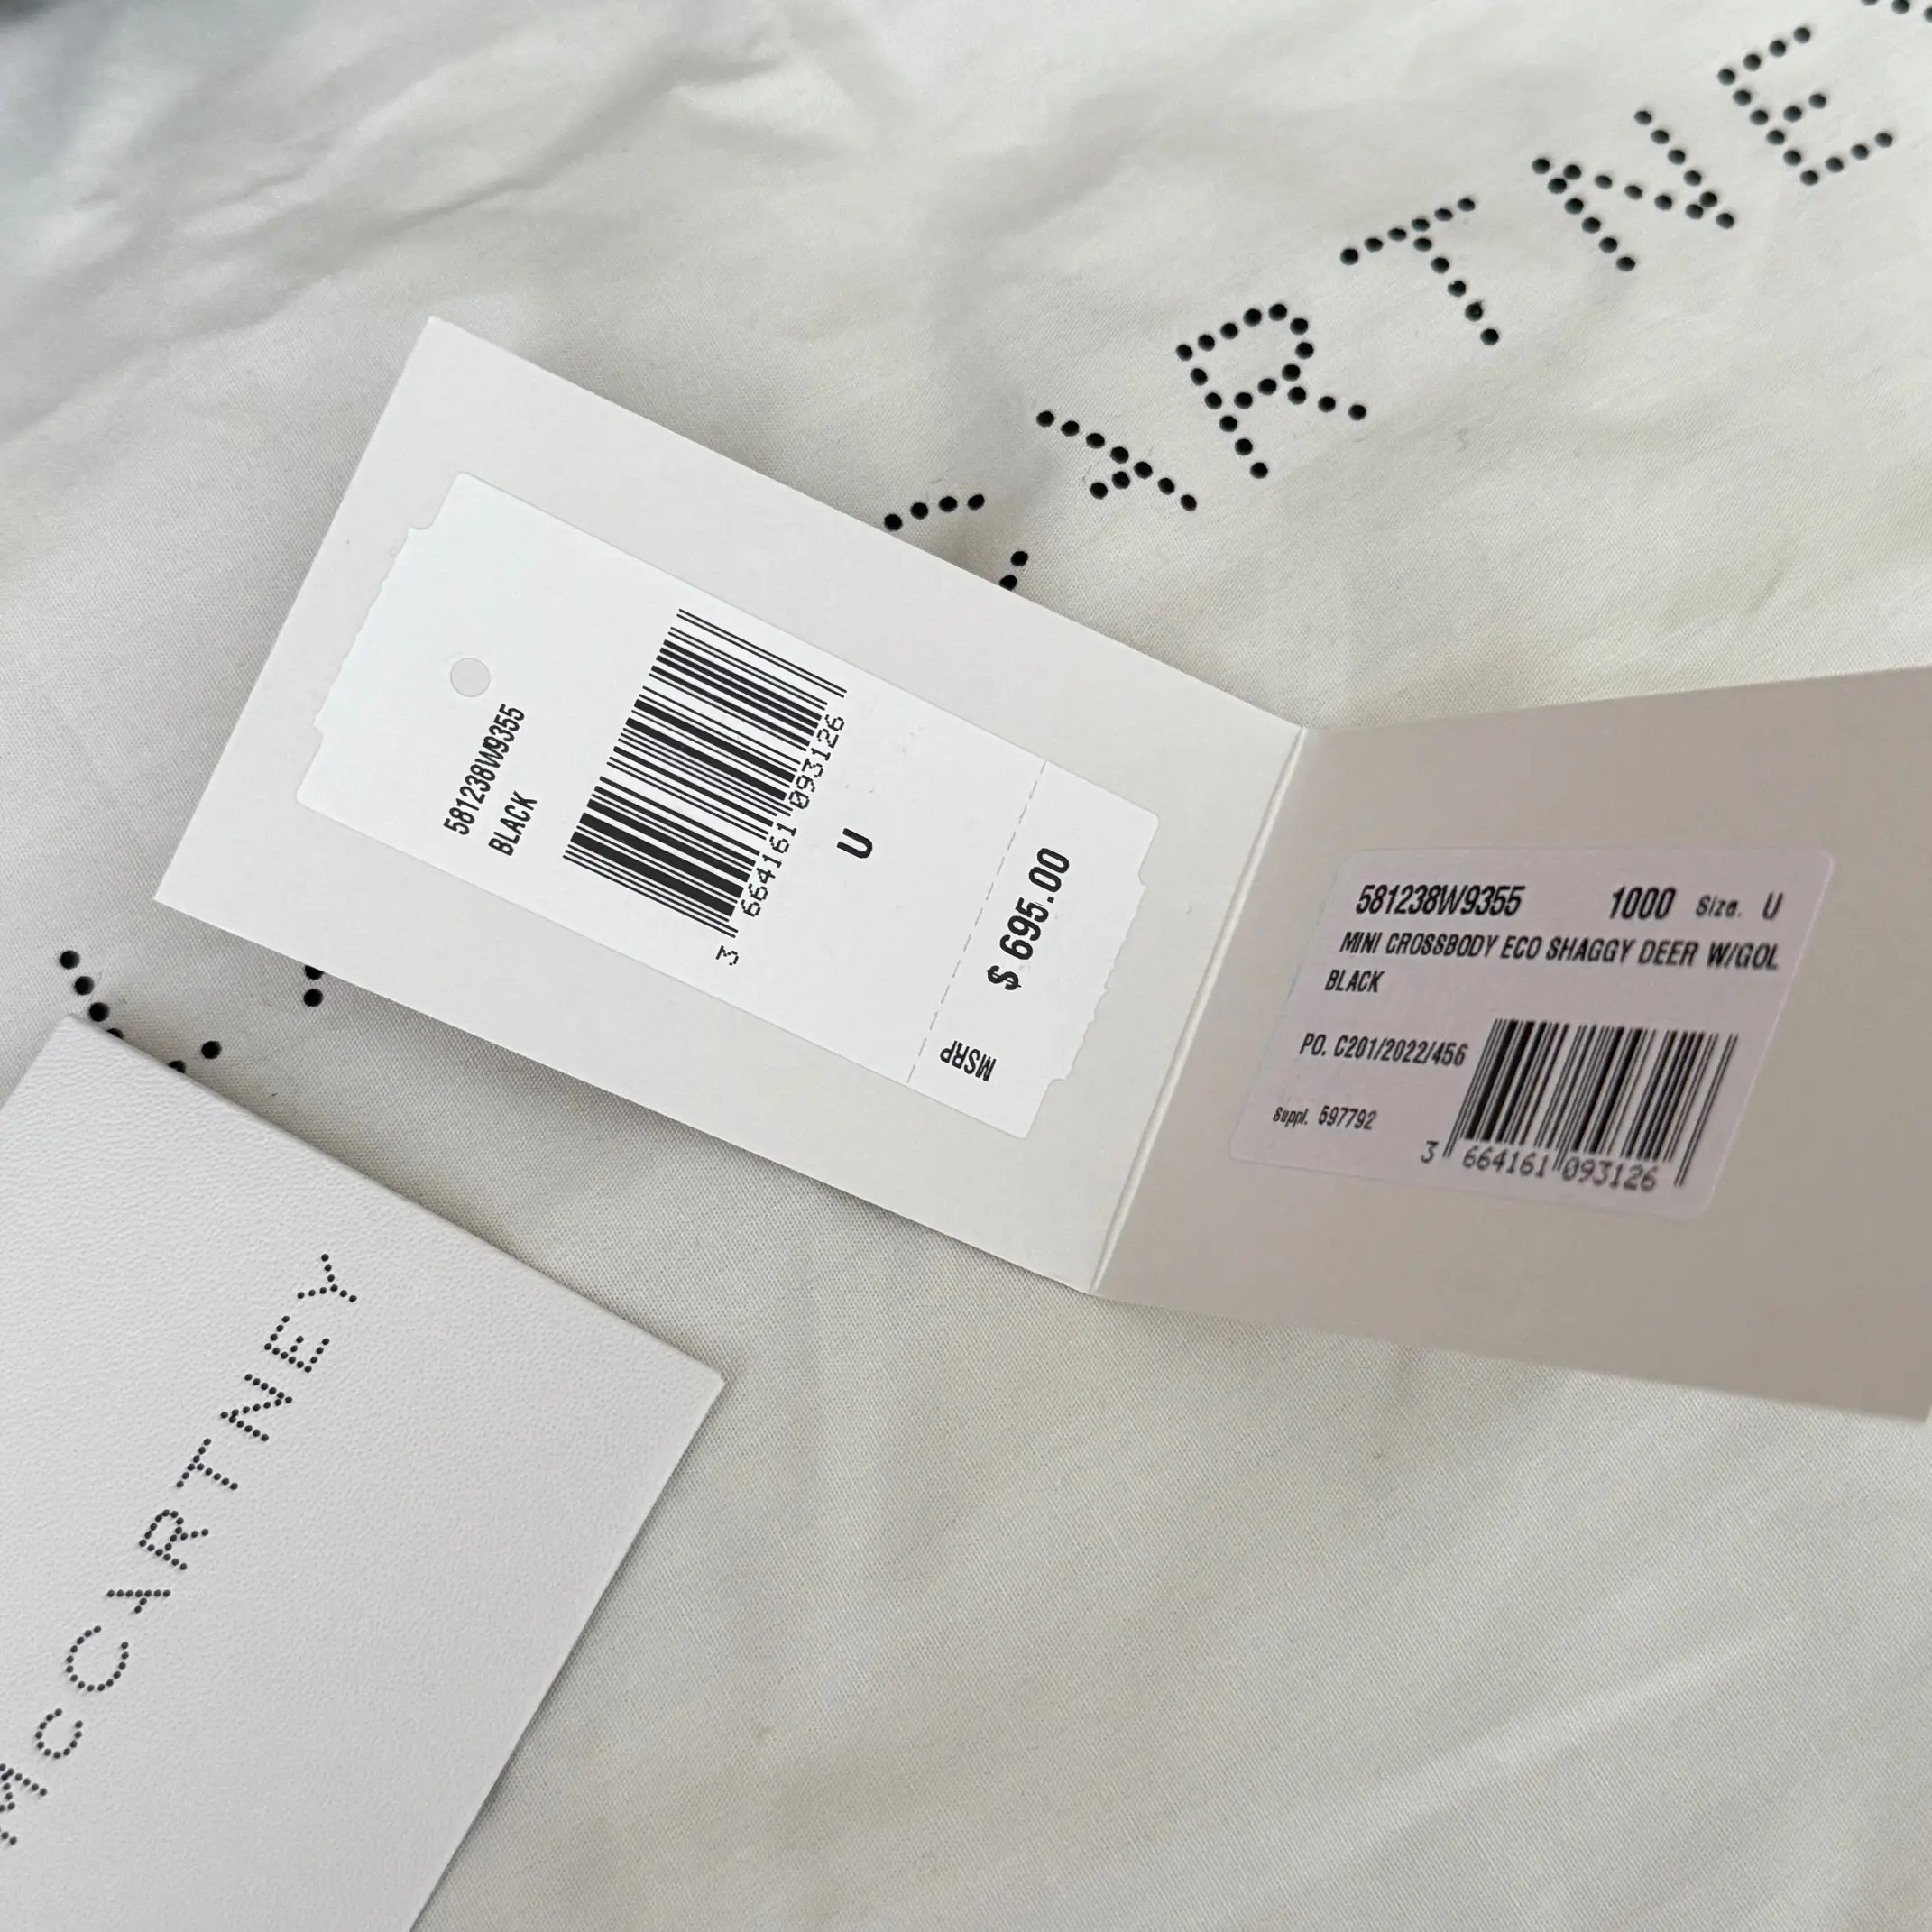 ARTNE
581238W9355
BLACK
3 664161 093126
U
MSRP $ 695.00
581238W9355 1000 Size. U
MINI CROSSBODY ECO SHAGGY DEER W/GOL
BLACK
PO. C201/2022/456
Suppl. 597792
3 664161 093126
McCARTNEY